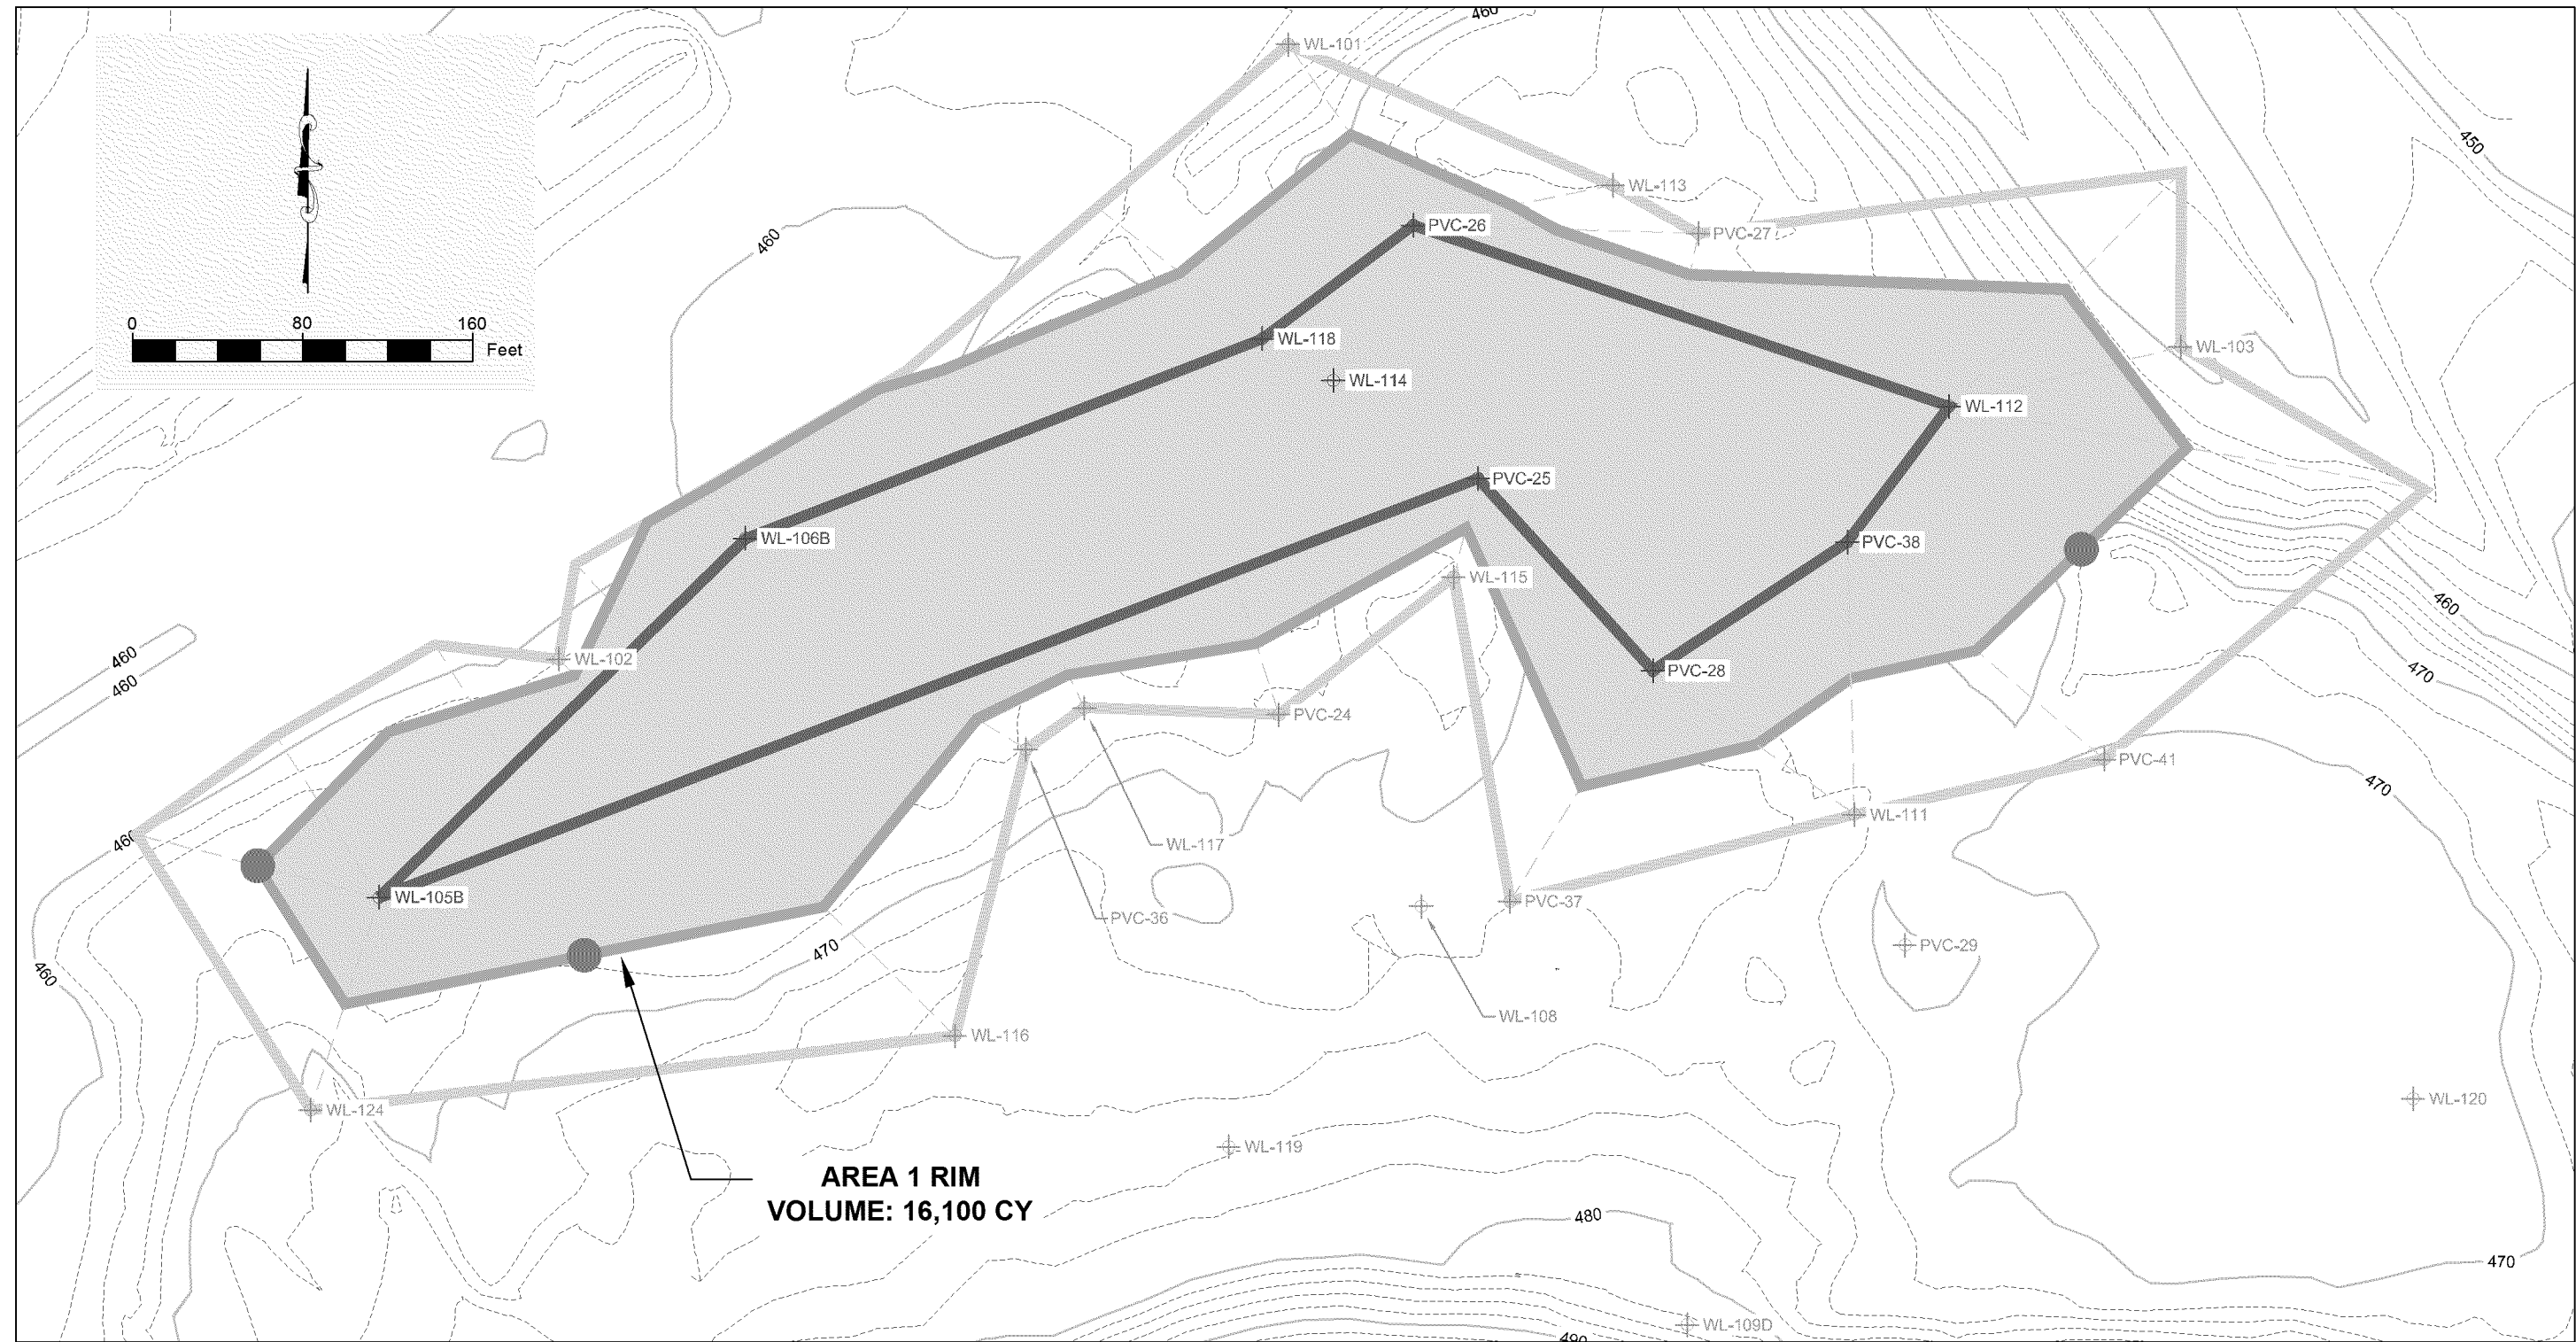 460
WL-101
450
WL-113
PVC-26
PVC-27
460
0 80 160
Feet
WL-118
WL-103
WL-114
WL-112
PVC-25
WL-106B
PVC-38
WL-115
460
460
WL-102
PVC-28
470
460
PVC-24
PVC-41
470
WL-111
460
WL-117
WL-105B
PVC-37
PVC-36
470
PVC-29
460
WL-108
WL-116
WL-120
WL-124
WL-119
AREA 1 RIM
VOLUME: 16,100 CY
480
470
WL-109D
490